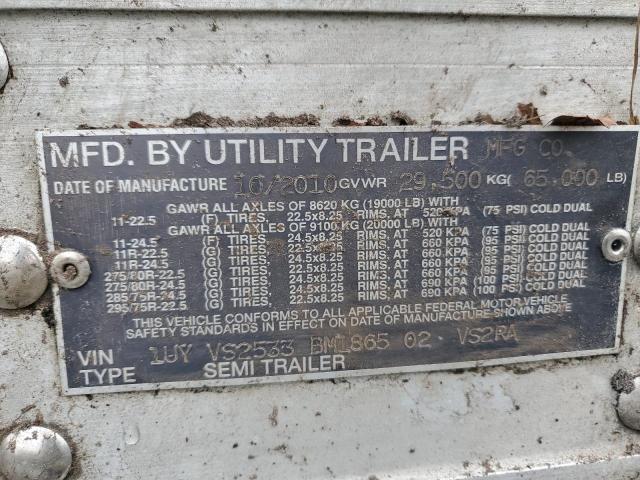 MFD. BY UTILITY TRAILER MFG CO.
DATE OF MANUFACTURE 10/2010 GVWR 29,500 KG( 65,000 LB)
GAWR ALL AXLES OF 8620 KG (19000 LB) WITH
11-22.5 (F) TIRES, 22.5x8.25 RIMS, AT 520 KPA (75 PSI) COLD DUAL
GAWR ALL AXLES OF 9100 KG (20000 LB) WITH
11-24.5 (F) TIRES, 24.5x8.25 RIMS, AT 520 KPA (75 PSI) COLD DUAL
11R-22.5 (G) TIRES, 22.5x8.25 RIMS, AT 660 KPA (95 PSI) COLD DUAL
11R-24.5 (G) TIRES, 24.5x8.25 RIMS, AT 660 KPA (95 PSI) COLD DUAL
275/80R-22.5 (G) TIRES, 22.5x8.25 RIMS, AT 660 KPA (95 PSI) COLD DUAL
275/80R-24.5 (G) TIRES, 24.5x8.25 RIMS, AT 660 KPA (95 PSI) COLD DUAL
285/75R-24.5 (G) TIRES, 24.5x8.25 RIMS, AT 660 KPA (95 PSI) COLD DUAL
295/75R-22.5 (G) TIRES, 22.5x8.25 RIMS, AT 690 KPA (100 PSI) COLD DUAL
THIS VEHICLE CONFORMS TO ALL APPLICABLE FEDERAL MOTOR VEHICLE
SAFETY STANDARDS IN EFFECT ON DATE OF MANUFACTURE SHOWN ABOVE
VIN 1UY VS2533 BM1865 02 VS2RA
TYPE SEMI TRAILER